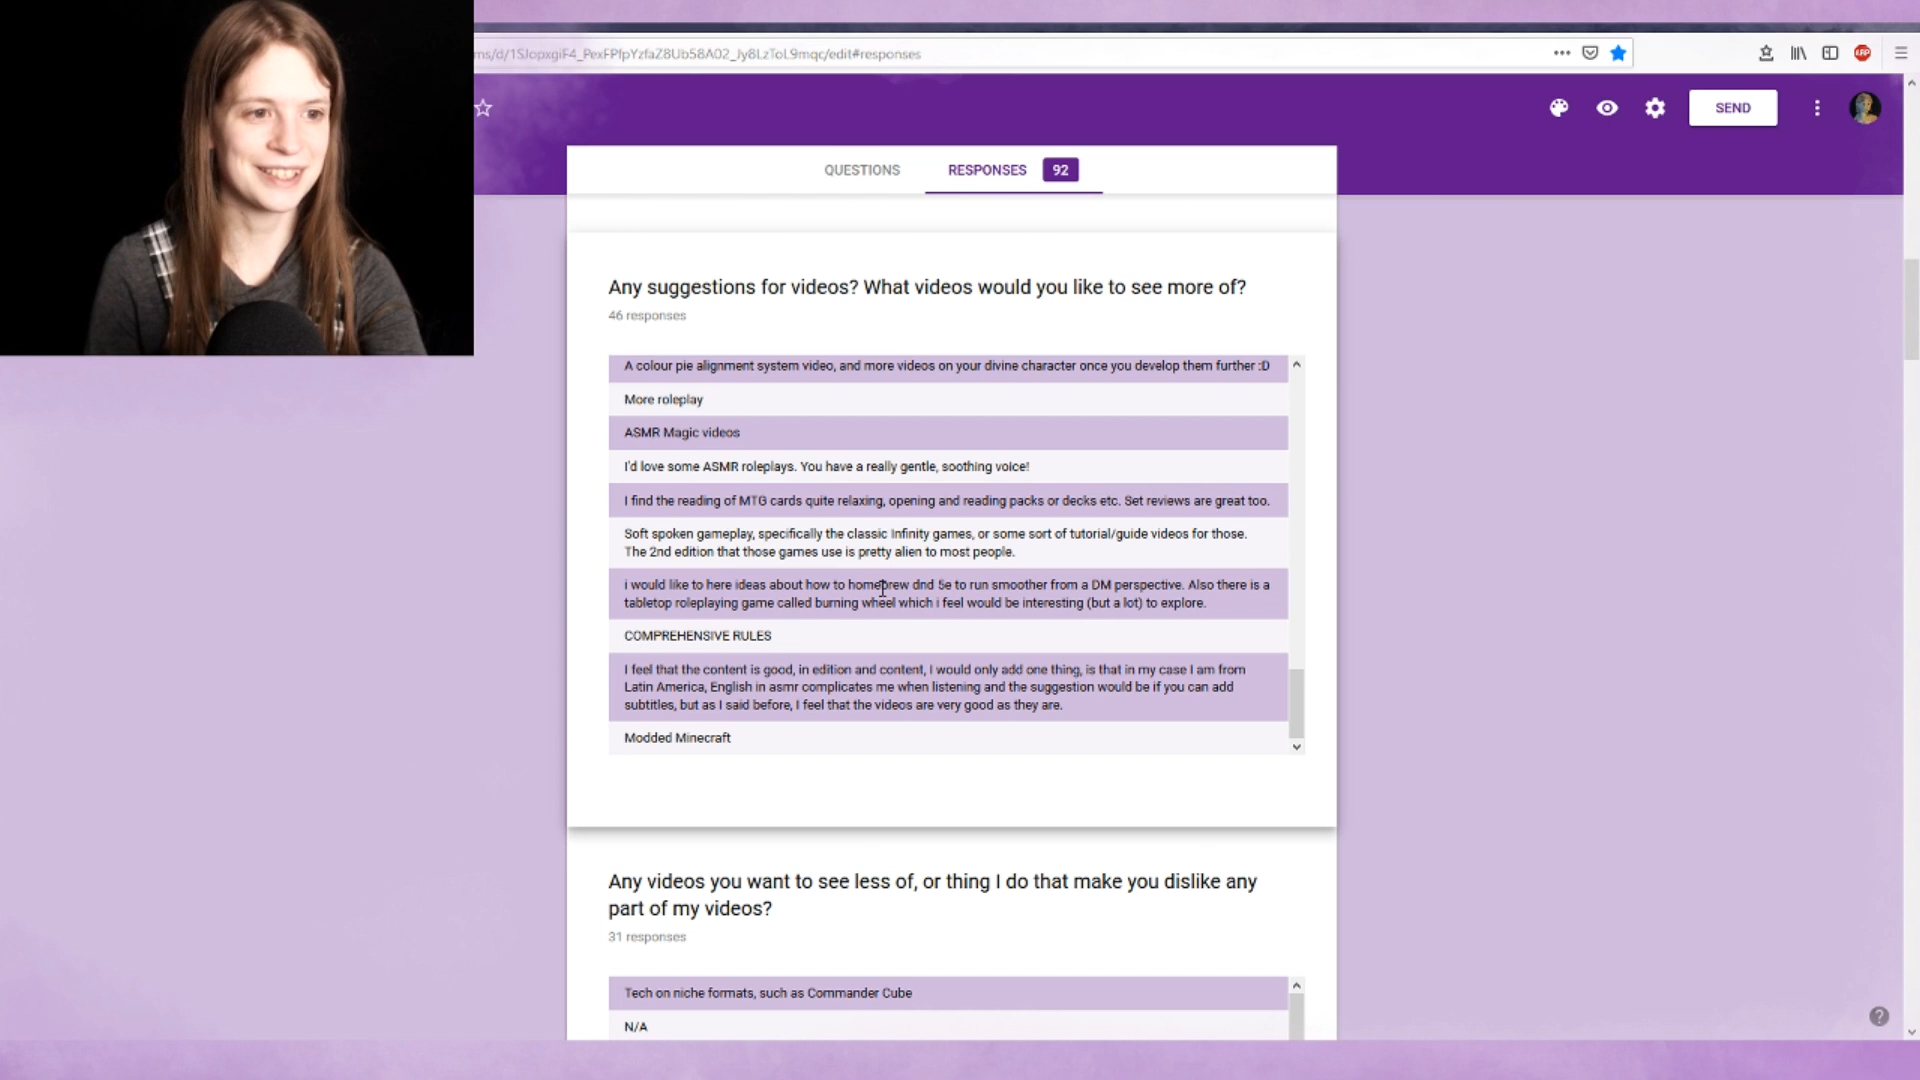 ms/d/1SJopxgiF4_PexFPfpYzfaZ8Ub58A02_Jy8LzToL9mqc/edit#responses
SEND
QUESTIONS RESPONSES 92
Any suggestions for videos? What videos would you like to see more of?
46 responses
A colour pie alignment system video, and more videos on your divine character once you develop them further :D
More roleplay
ASMR Magic videos
I'd love some ASMR roleplays. You have a really gentle, soothing voice!
I find the reading of MTG cards quite relaxing, opening and reading packs or decks etc. Set reviews are great too.
Soft spoken gameplay, specifically the classic Infinity games, or some sort of tutorial/guide videos for those.
The 2nd edition that those games use is pretty alien to most people.
i would like to here ideas about how to homebrew dnd 5e to run smoother from a DM perspective. Also there is a
tabletop roleplaying game called burning wheel which i feel would be interesting (but a lot) to explore.
COMPREHENSIVE RULES
I feel that the content is good, in edition and content, I would only add one thing, is that in my case I am from
Latin America, English in asmr complicates me when listening and the suggestion would be if you can add
subtitles, but as I said before, I feel that the videos are very good as they are.
Modded Minecraft
Any videos you want to see less of, or thing I do that make you dislike any
part of my videos?
31 responses
Tech on niche formats, such as Commander Cube
N/A